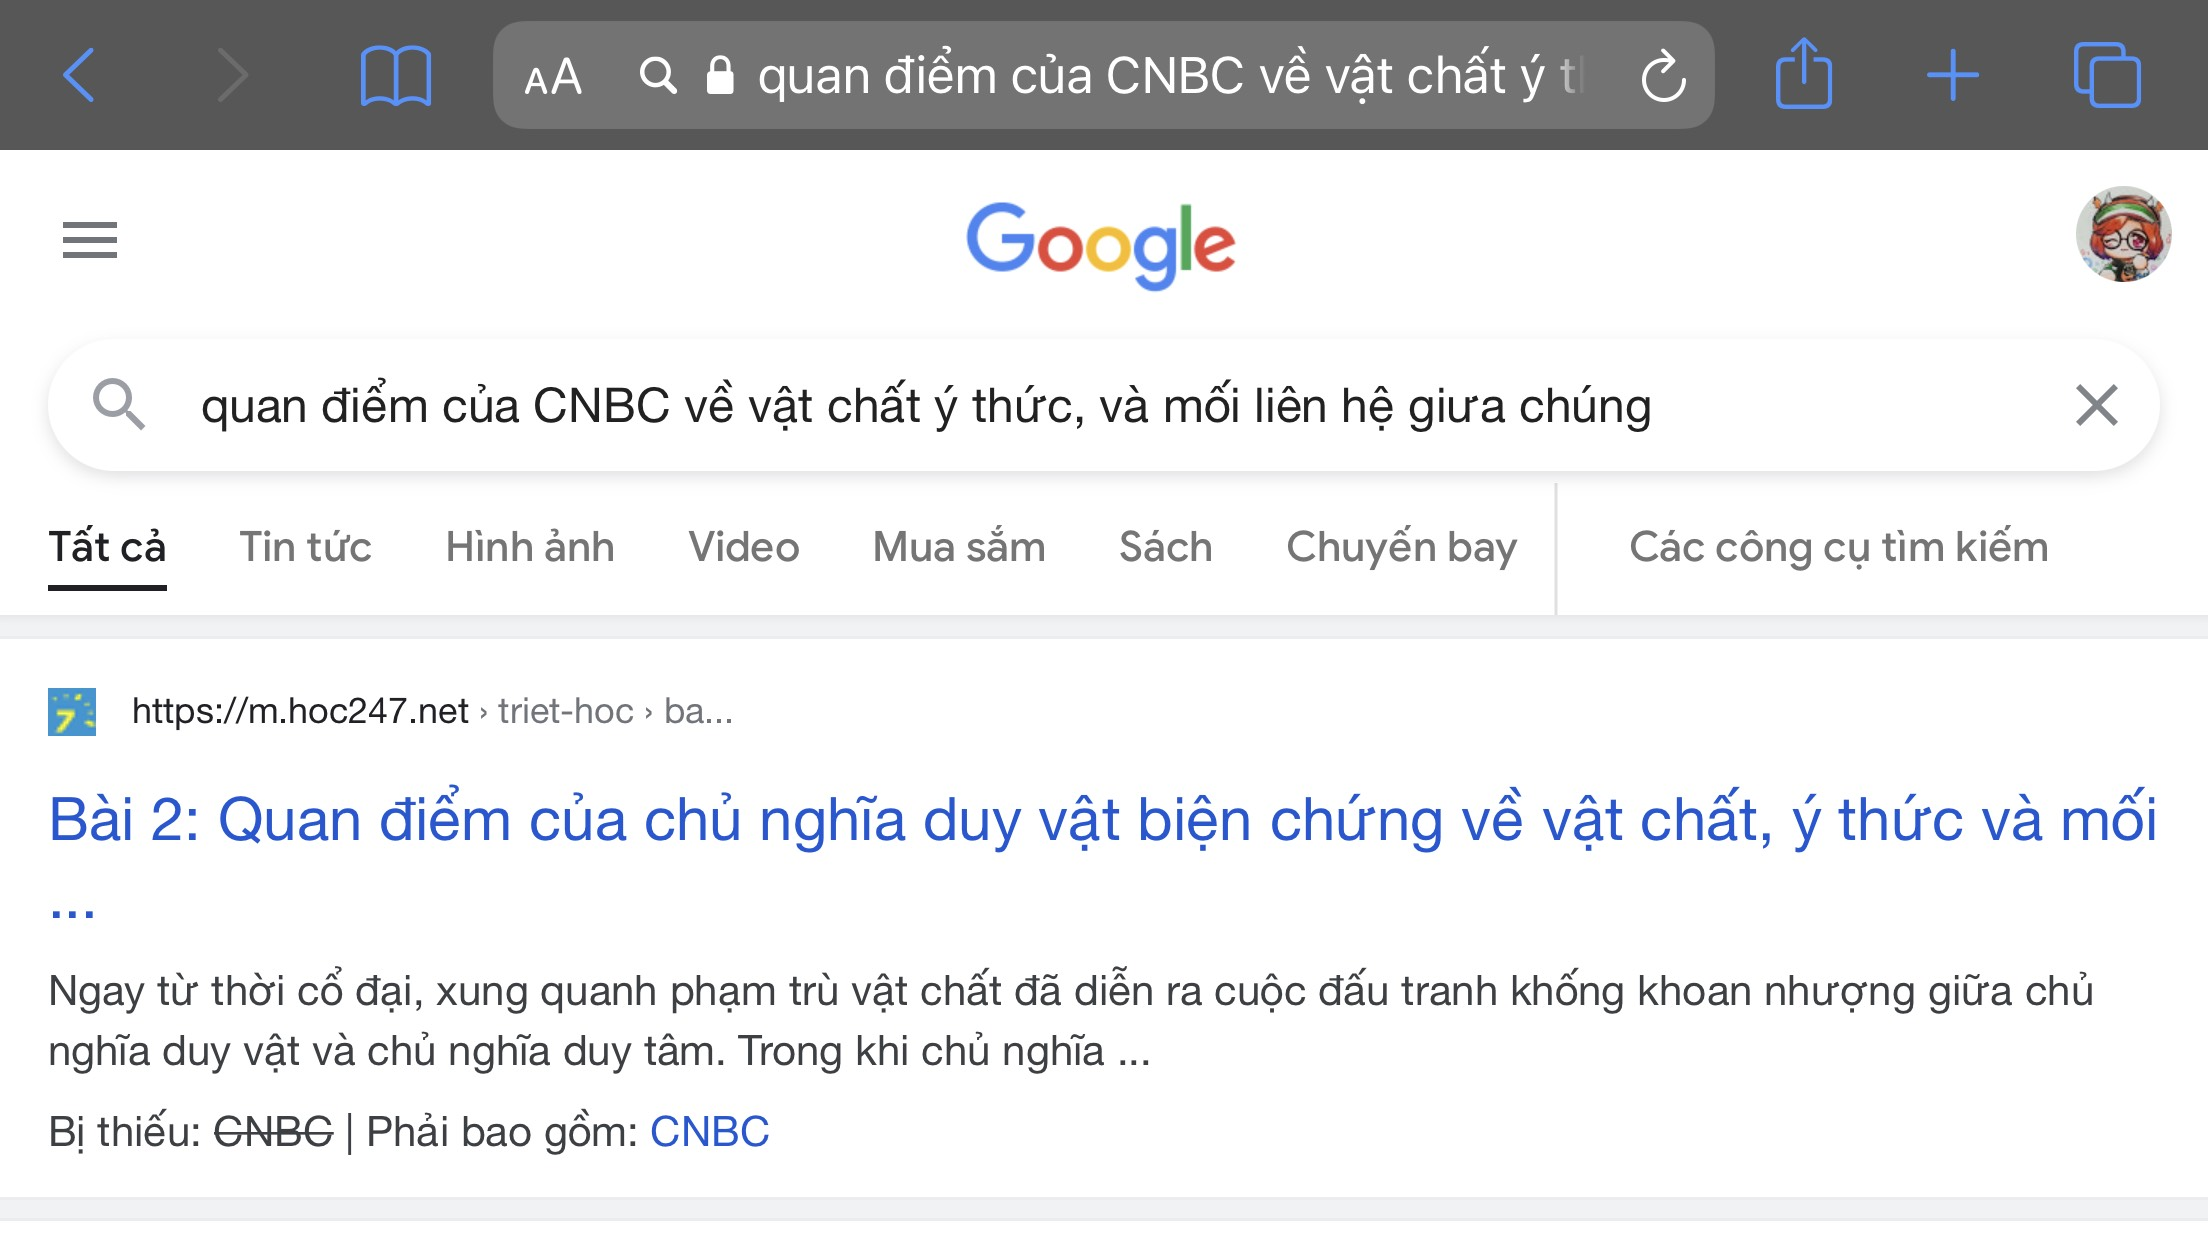 AA quan điểm của CNBC về vật chất ý
Google
quan điểm của CNBC về vật chất ý thức, và mối liên hệ giưa chúng
Tất cả Tin tức Hình ảnh Video Mua sắm Sách Chuyến bay Các công cụ tìm kiếm
7 https://m.hoc247.net › triet-hoc › ba...
Bài 2: Quan điểm của chủ nghĩa duy vật biện chứng về vật chất, ý thức và mối
...
Ngay từ thời cổ đại, xung quanh phạm trù vật chất đã diễn ra cuộc đấu tranh khống khoan nhượng giữa chủ
nghĩa duy vật và chủ nghĩa duy tâm. Trong khi chủ nghĩa ...
Bị thiếu: CNBC | Phải bao gồm: CNBC